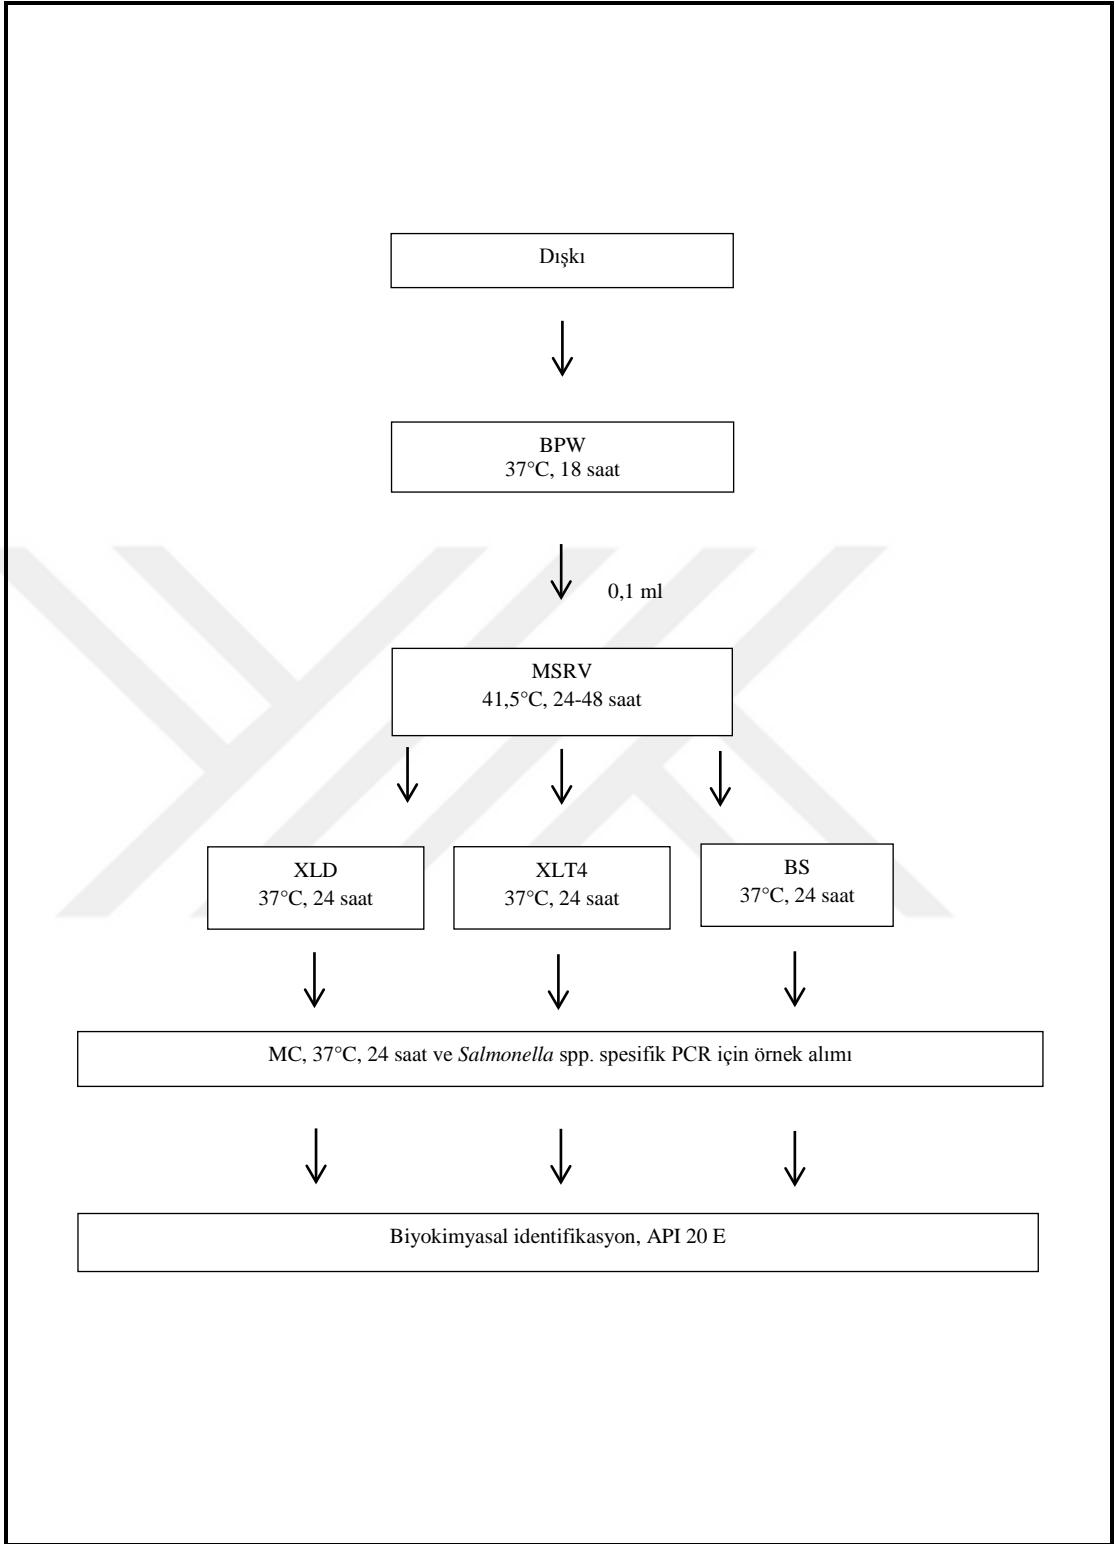 Dışkı
BPW
37°C, 18 saat
0,1 ml
MSRV
41,5°C, 24-48 saat
XLD
37°C, 24 saat
XLT4
37°C, 24 saat
BS
37°C, 24 saat
MC, 37°C, 24 saat ve Salmonella spp. spesifik PCR için örnek alımı
Biyokimyasal identifikasyon, API 20 E